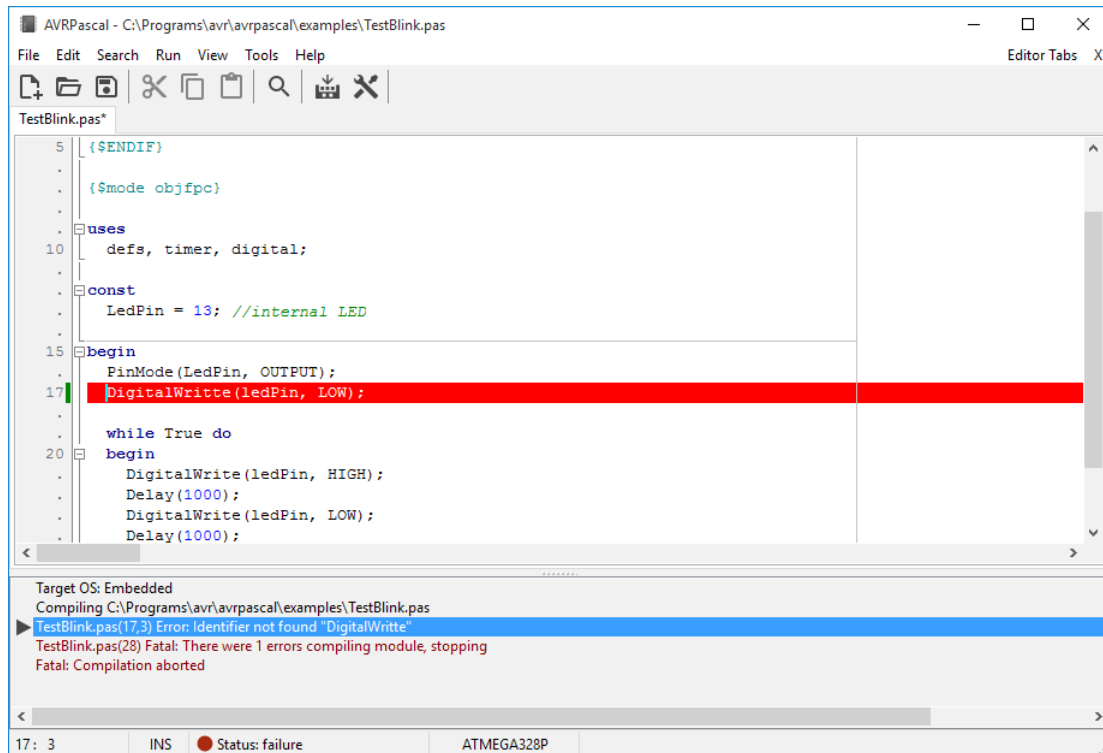 AVRPascal - C:\Programs\avr\avrpascal\examples\TestBlink.pas
File Edit Search Run View Tools Help Editor Tabs X
TestBlink.pas*
5 {$ENDIF}
.
. {$mode objfpc}
.
. uses
10 defs, timer, digital;
.
. const
. LedPin = 13; //internal LED
.
15 begin
. PinMode(LedPin, OUTPUT);
17 DigitalWritte(ledPin, LOW);
.
. while True do
20 begin
. DigitalWrite(ledPin, HIGH);
. Delay(1000);
. DigitalWrite(ledPin, LOW);
. Delay(1000);
Target OS: Embedded
Compiling C:\Programs\avr\avrpascal\examples\TestBlink.pas
TestBlink.pas(17,3) Error: Identifier not found "DigitalWritte"
TestBlink.pas(28) Fatal: There were 1 errors compiling module, stopping
Fatal: Compilation aborted
17: 3 INS Status: failure ATMEGA328P